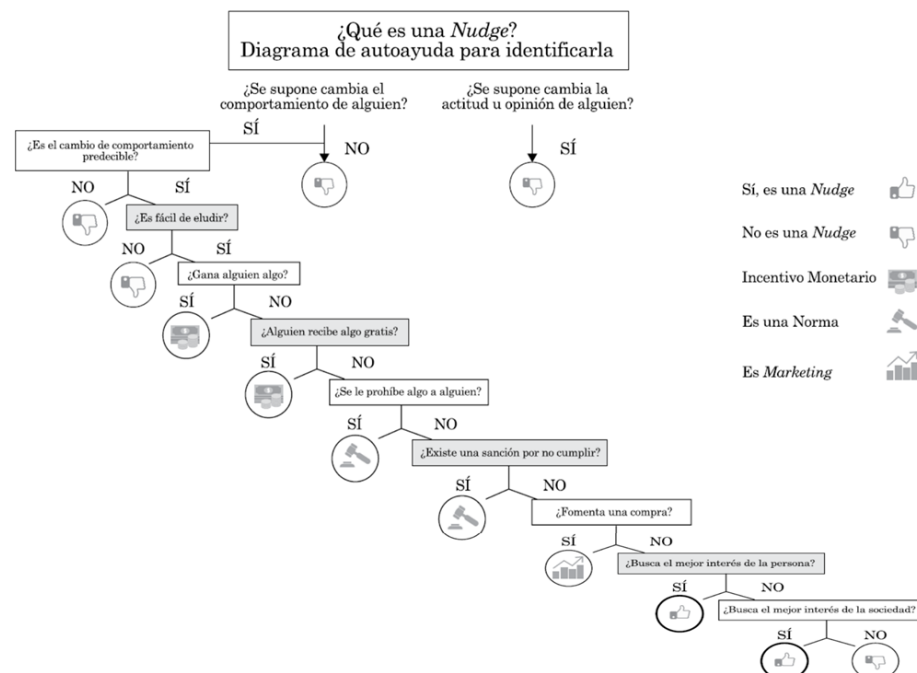 ¿Qué es una Nudge?
Diagrama de autoayuda para identificarla
¿Se supone cambia el
comportamiento de alguien?
¿Se supone cambia la
actitud u opinión de alguien?
SÍ
NO
SÍ
¿Es el cambio de comportamiento
predecible?
NO
SÍ
¿Es fácil de eludir?
NO
SÍ
¿Gana alguien algo?
SÍ
NO
¿Alguien recibe algo gratis?
SÍ
NO
¿Se le prohíbe algo a alguien?
SÍ
NO
¿Existe una sanción por no cumplir?
SÍ
NO
¿Fomenta una compra?
SÍ
NO
¿Busca el mejor interés de la persona?
SÍ
NO
¿Busca el mejor interés de la sociedad?
SÍ
NO
Sí, es una Nudge
No es una Nudge
Incentivo Monetario
Es una Norma
Es Marketing